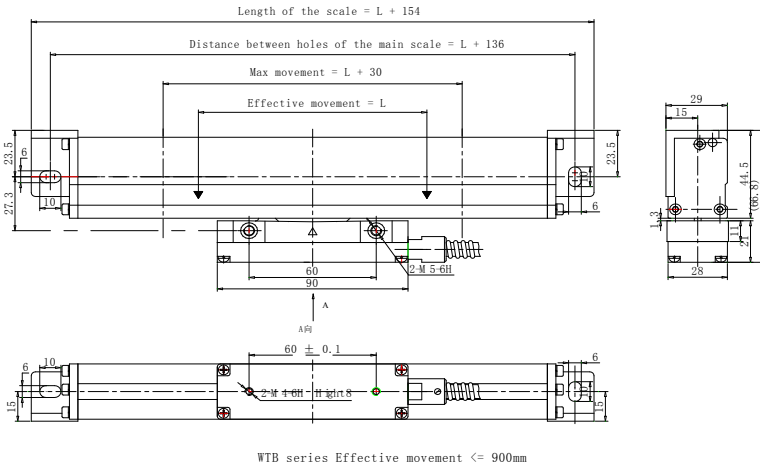 Length of the scale = L + 154
Distance between holes of the main scale = L + 136
Max movement = L + 30
Effective movement = L
29
15
23.5
6
10
27.3
23.5
10
6
44.5
(66.8)
1.3
11
21
28
2-M 5-6H
60
90
A
A向
60 ± 0.1
6
10
15
2-M 4-6H Hight8
6
10
15
WTB series Effective movement <= 900mm